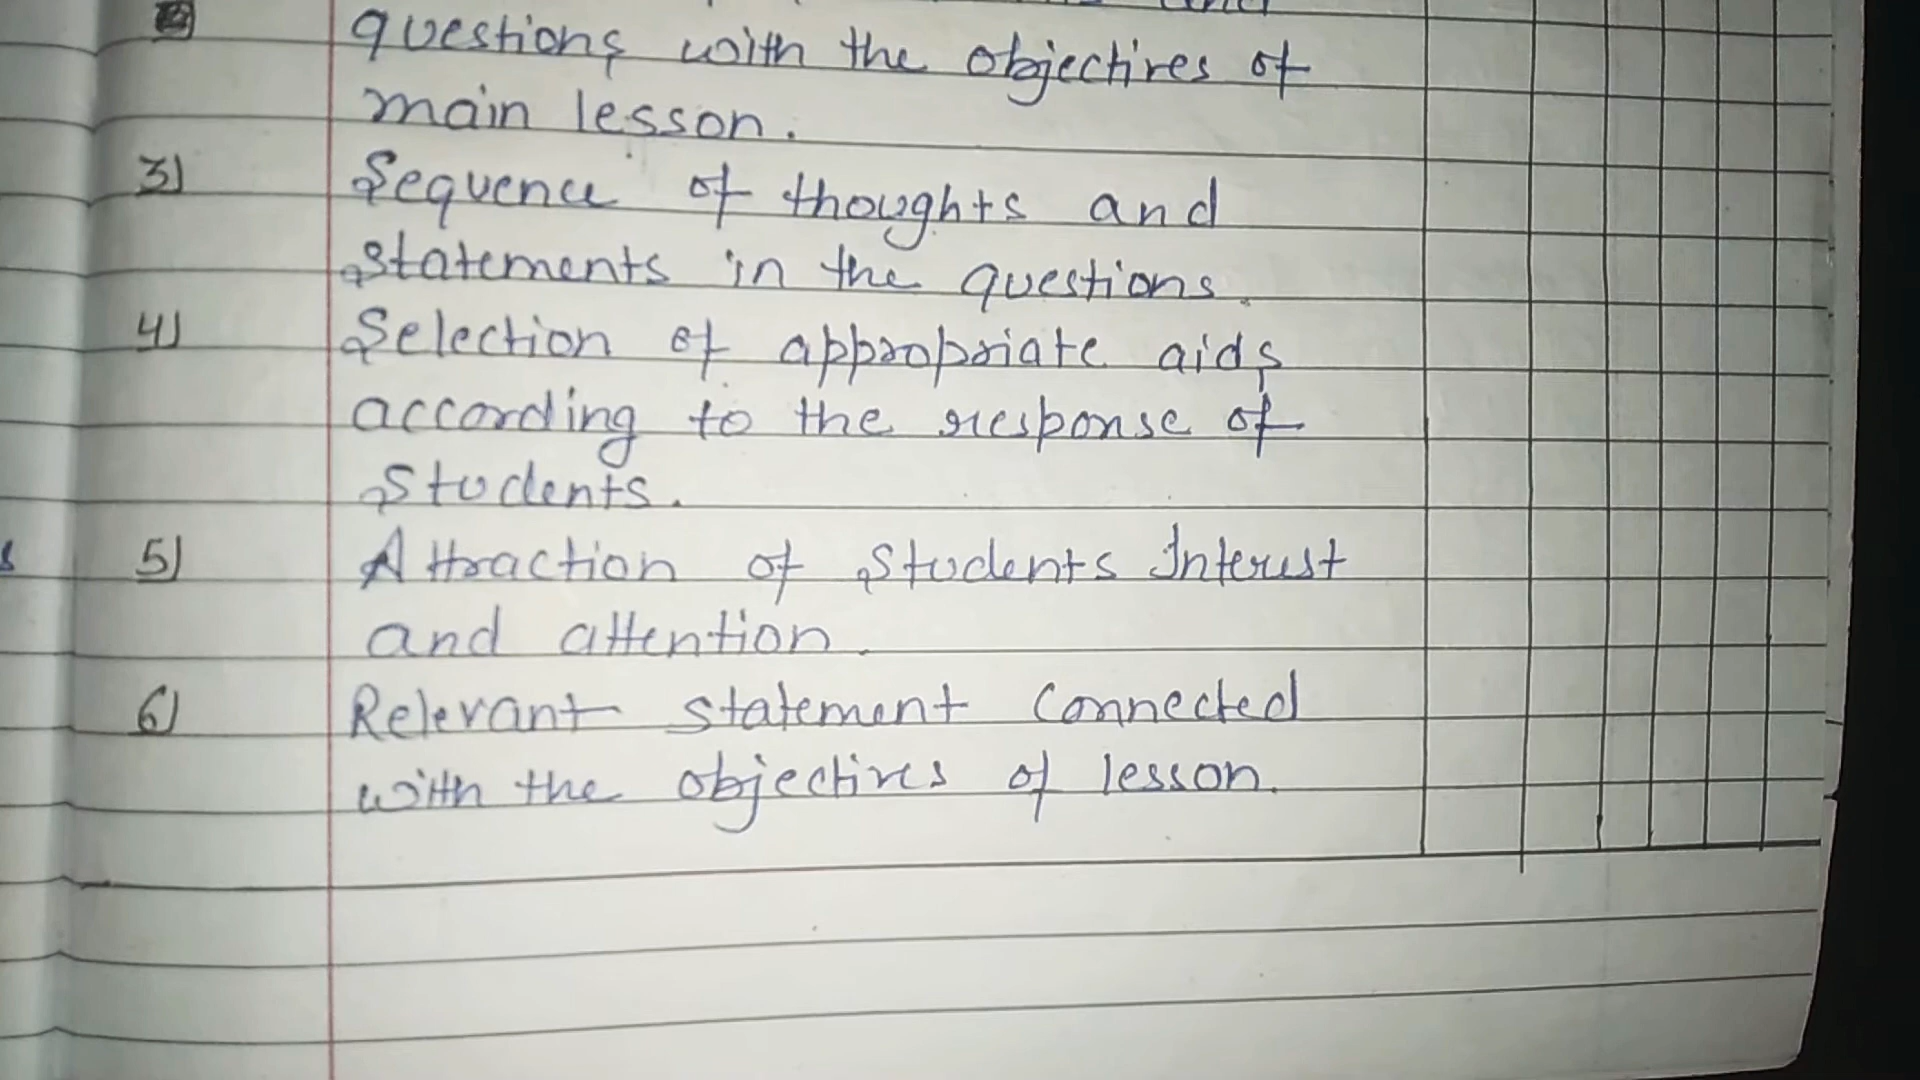 questions with the objectives of
main lesson.
3) Sequence of thoughts and
statements in the questions.
4) Selection of appropriate aids
according to the response of
students.
5) Attraction of students Interest
and attention.
6) Relevant statement connected
with the objectives of lesson.